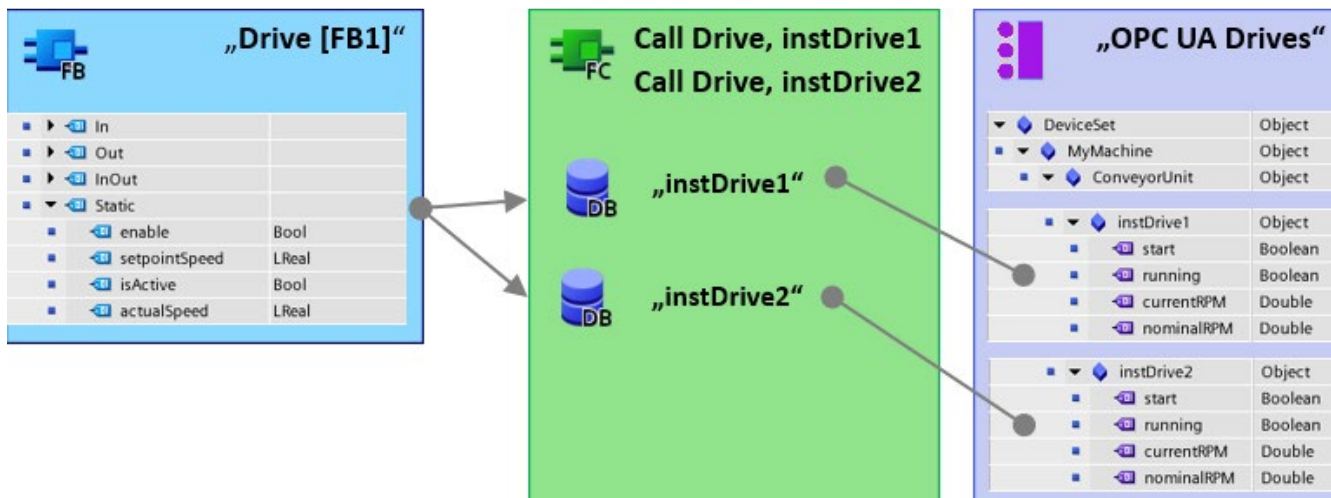 „Drive [FB1]“
FB
In
Out
InOut
Static
enable Bool
setpointSpeed LReal
isActive Bool
actualSpeed LReal
Call Drive, instDrive1
FC
Call Drive, instDrive2
DB
„instDrive1“
DB
„instDrive2“
„OPC UA Drives“
DeviceSet Object
MyMachine Object
ConveyorUnit Object
instDrive1 Object
start Boolean
running Boolean
currentRPM Double
nominalRPM Double
instDrive2 Object
start Boolean
running Boolean
currentRPM Double
nominalRPM Double